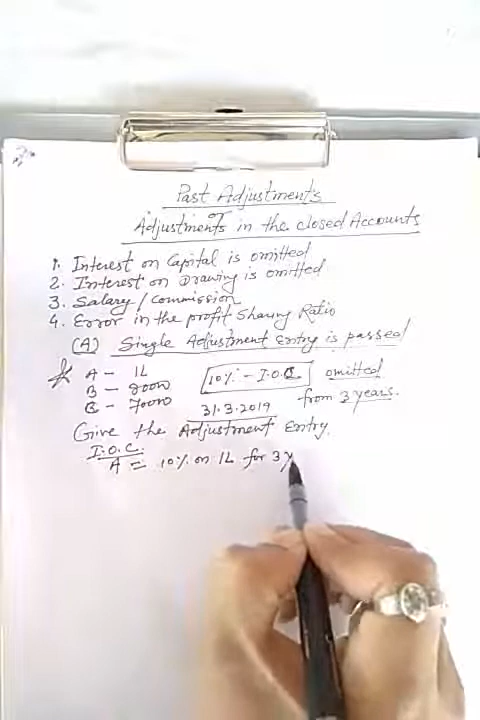 Past Adjustments
or
Adjustments in the closed Accounts
1. Interest on Capital is omitted
2. Interest on Drawing is omitted
3. Salary / Commission
4. Error in the profit Sharing Ratio
(A) Single Adjustment Entry is passed
A - 1L
B - 80000
C - 70000
10% - I.O.C. omitted
from 3 years.
31.3.2019
Give the Adjustment Entry.
I.O.C.
A = 10% on 1L for 3 y